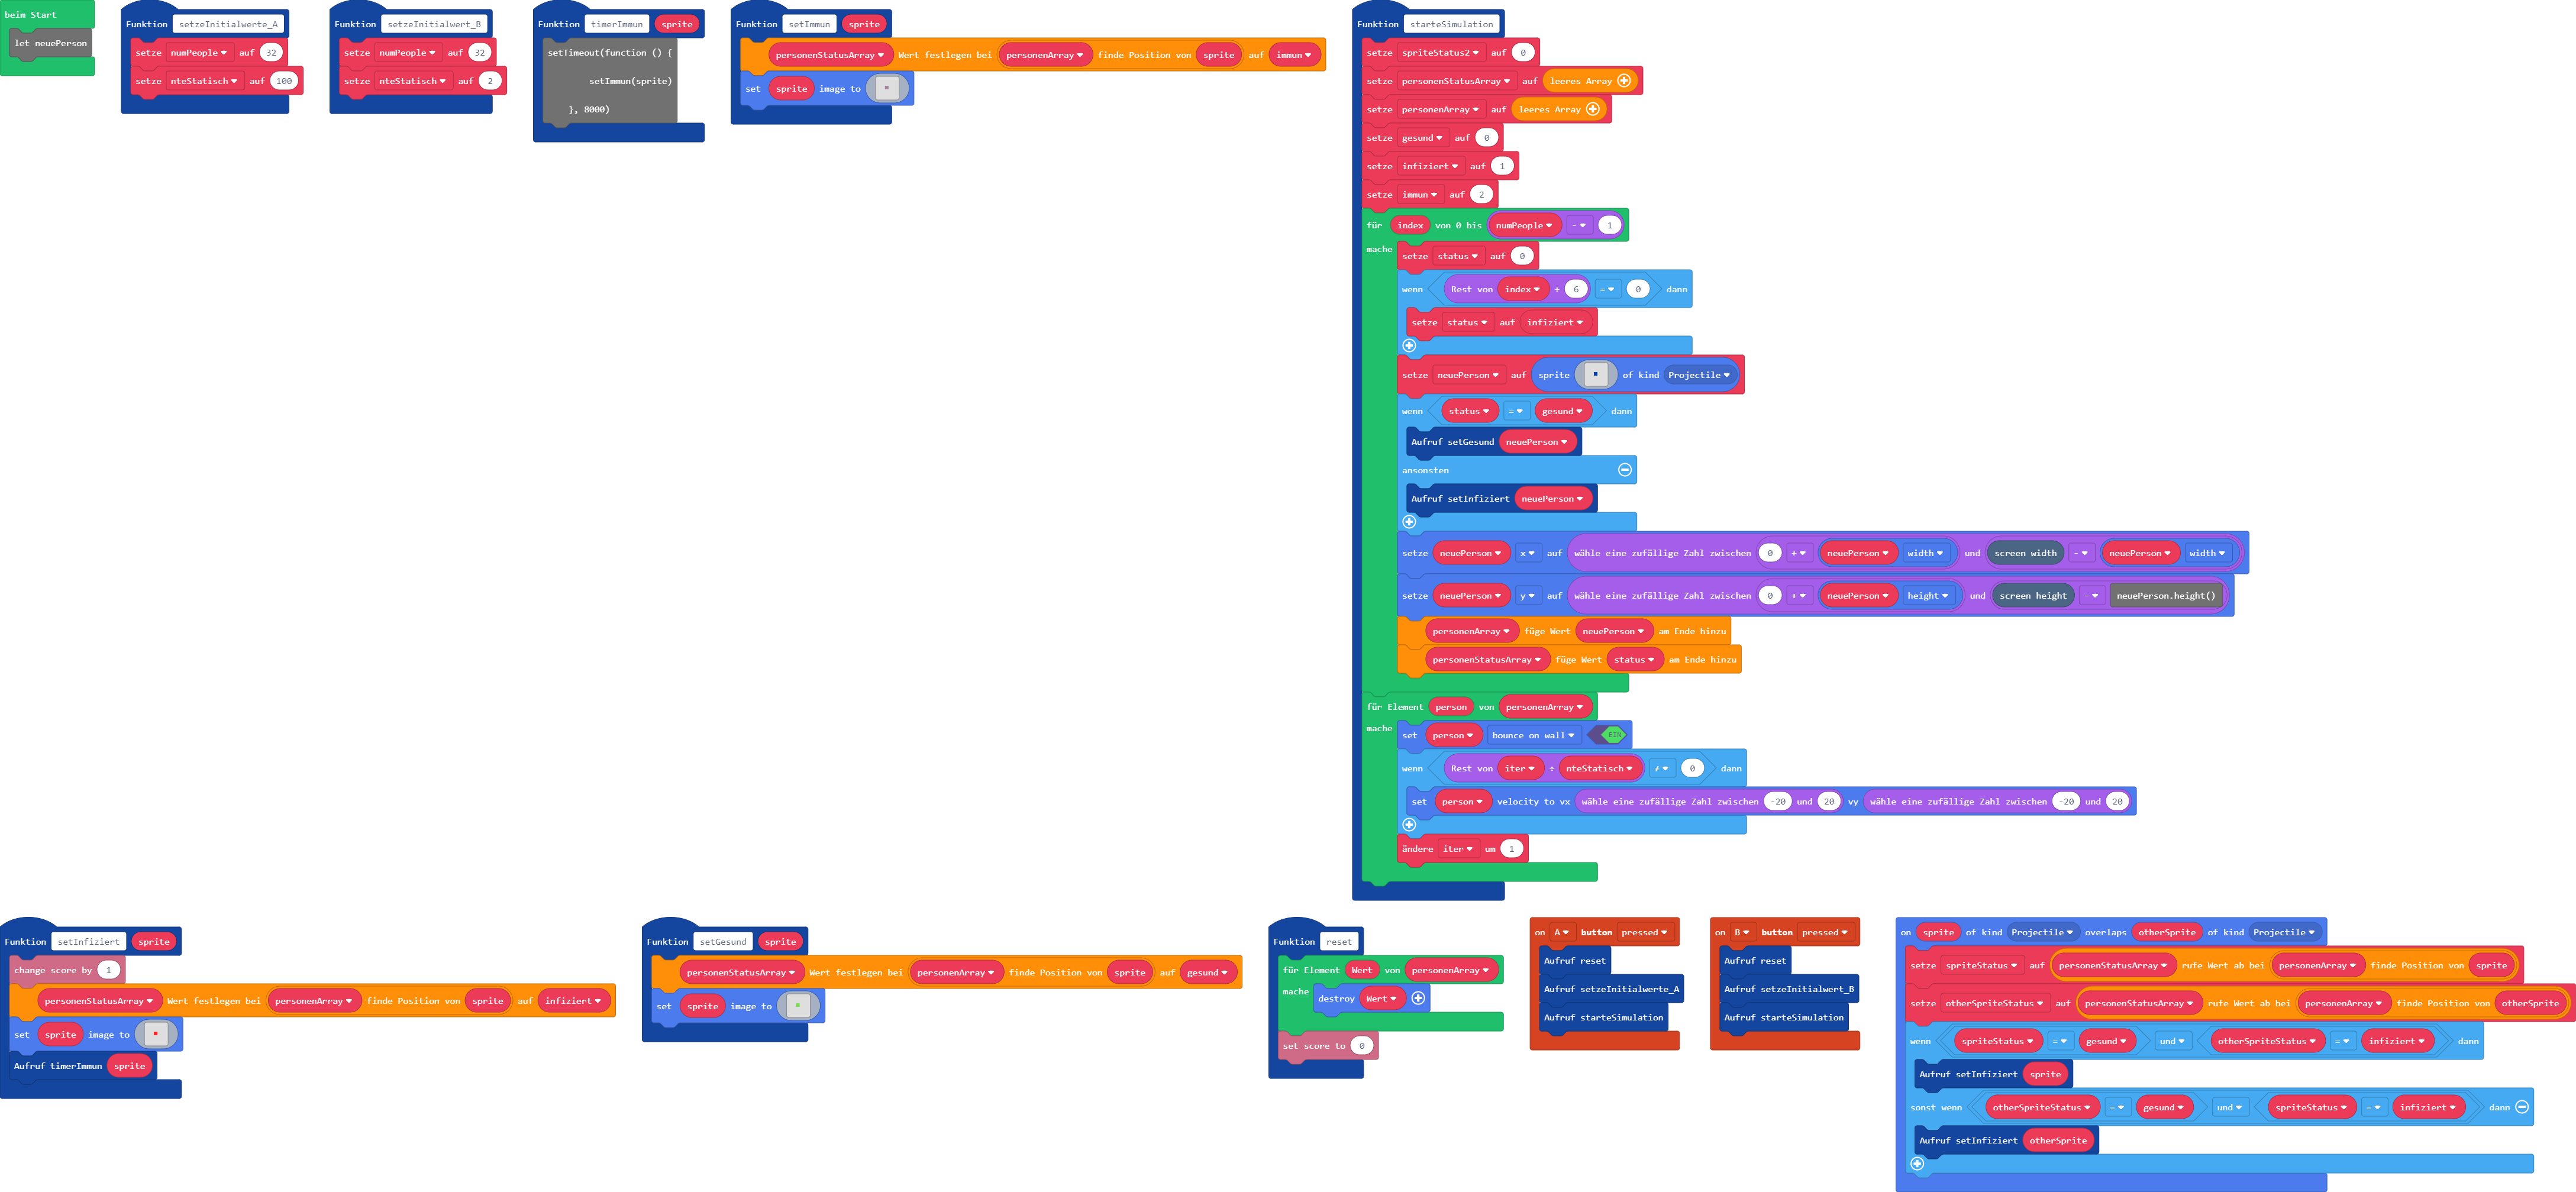 beim Start
let neuePerson
Funktion setzeInitialwerte_A
setze numPeople auf 32
setze nteStatisch auf 100
Funktion setzeInitialwert_B
setze numPeople auf 32
setze nteStatisch auf 2
Funktion timerImmun sprite
setTimeout(function () {
setImmun(sprite)
}, 8000)
Funktion setImmun sprite
personenStatusArray Wert festlegen bei personenArray finde Position von sprite auf immun
set sprite image to
Funktion starteSimulation
setze spriteStatus2 auf 0
setze personenStatusArray auf leeres Array
setze personenArray auf leeres Array
setze gesund auf 0
setze infiziert auf 1
setze immun auf 2
für index von 0 bis numPeople - 1
mache
setze status auf 0
wenn Rest von index ÷ 6 = 0 dann
setze status auf infiziert
setze neuePerson auf sprite of kind Projectile
wenn status = gesund dann
Aufruf setGesund neuePerson
ansonsten
Aufruf setInfiziert neuePerson
setze neuePerson x auf wähle eine zufällige Zahl zwischen 0 + neuePerson width und screen width - neuePerson width
setze neuePerson y auf wähle eine zufällige Zahl zwischen 0 + neuePerson height und screen height - neuePerson.height()
personenArray füge Wert neuePerson am Ende hinzu
personenStatusArray füge Wert status am Ende hinzu
für Element person von personenArray
mache
set person bounce on wall EIN
wenn Rest von iter ÷ nteStatisch ≠ 0 dann
set person velocity to vx wähle eine zufällige Zahl zwischen -20 und 20 vy wähle eine zufällige Zahl zwischen -20 und 20
ändere iter um 1
Funktion setInfiziert sprite
change score by 1
personenStatusArray Wert festlegen bei personenArray finde Position von sprite auf infiziert
set sprite image to
Aufruf timerImmun sprite
Funktion setGesund sprite
personenStatusArray Wert festlegen bei personenArray finde Position von sprite auf gesund
set sprite image to
Funktion reset
für Element Wert von personenArray
mache
destroy Wert
set score to 0
on A button pressed
Aufruf reset
Aufruf setzeInitialwerte_A
Aufruf starteSimulation
on B button pressed
Aufruf reset
Aufruf setzeInitialwert_B
Aufruf starteSimulation
on sprite of kind Projectile overlaps otherSprite of kind Projectile
setze spriteStatus auf personenStatusArray rufe Wert ab bei personenArray finde Position von sprite
setze otherSpriteStatus auf personenStatusArray rufe Wert ab bei personenArray finde Position von otherSprite
wenn spriteStatus = gesund und otherSpriteStatus = infiziert dann
Aufruf setInfiziert sprite
sonst wenn otherSpriteStatus = gesund und spriteStatus = infiziert dann
Aufruf setInfiziert otherSprite